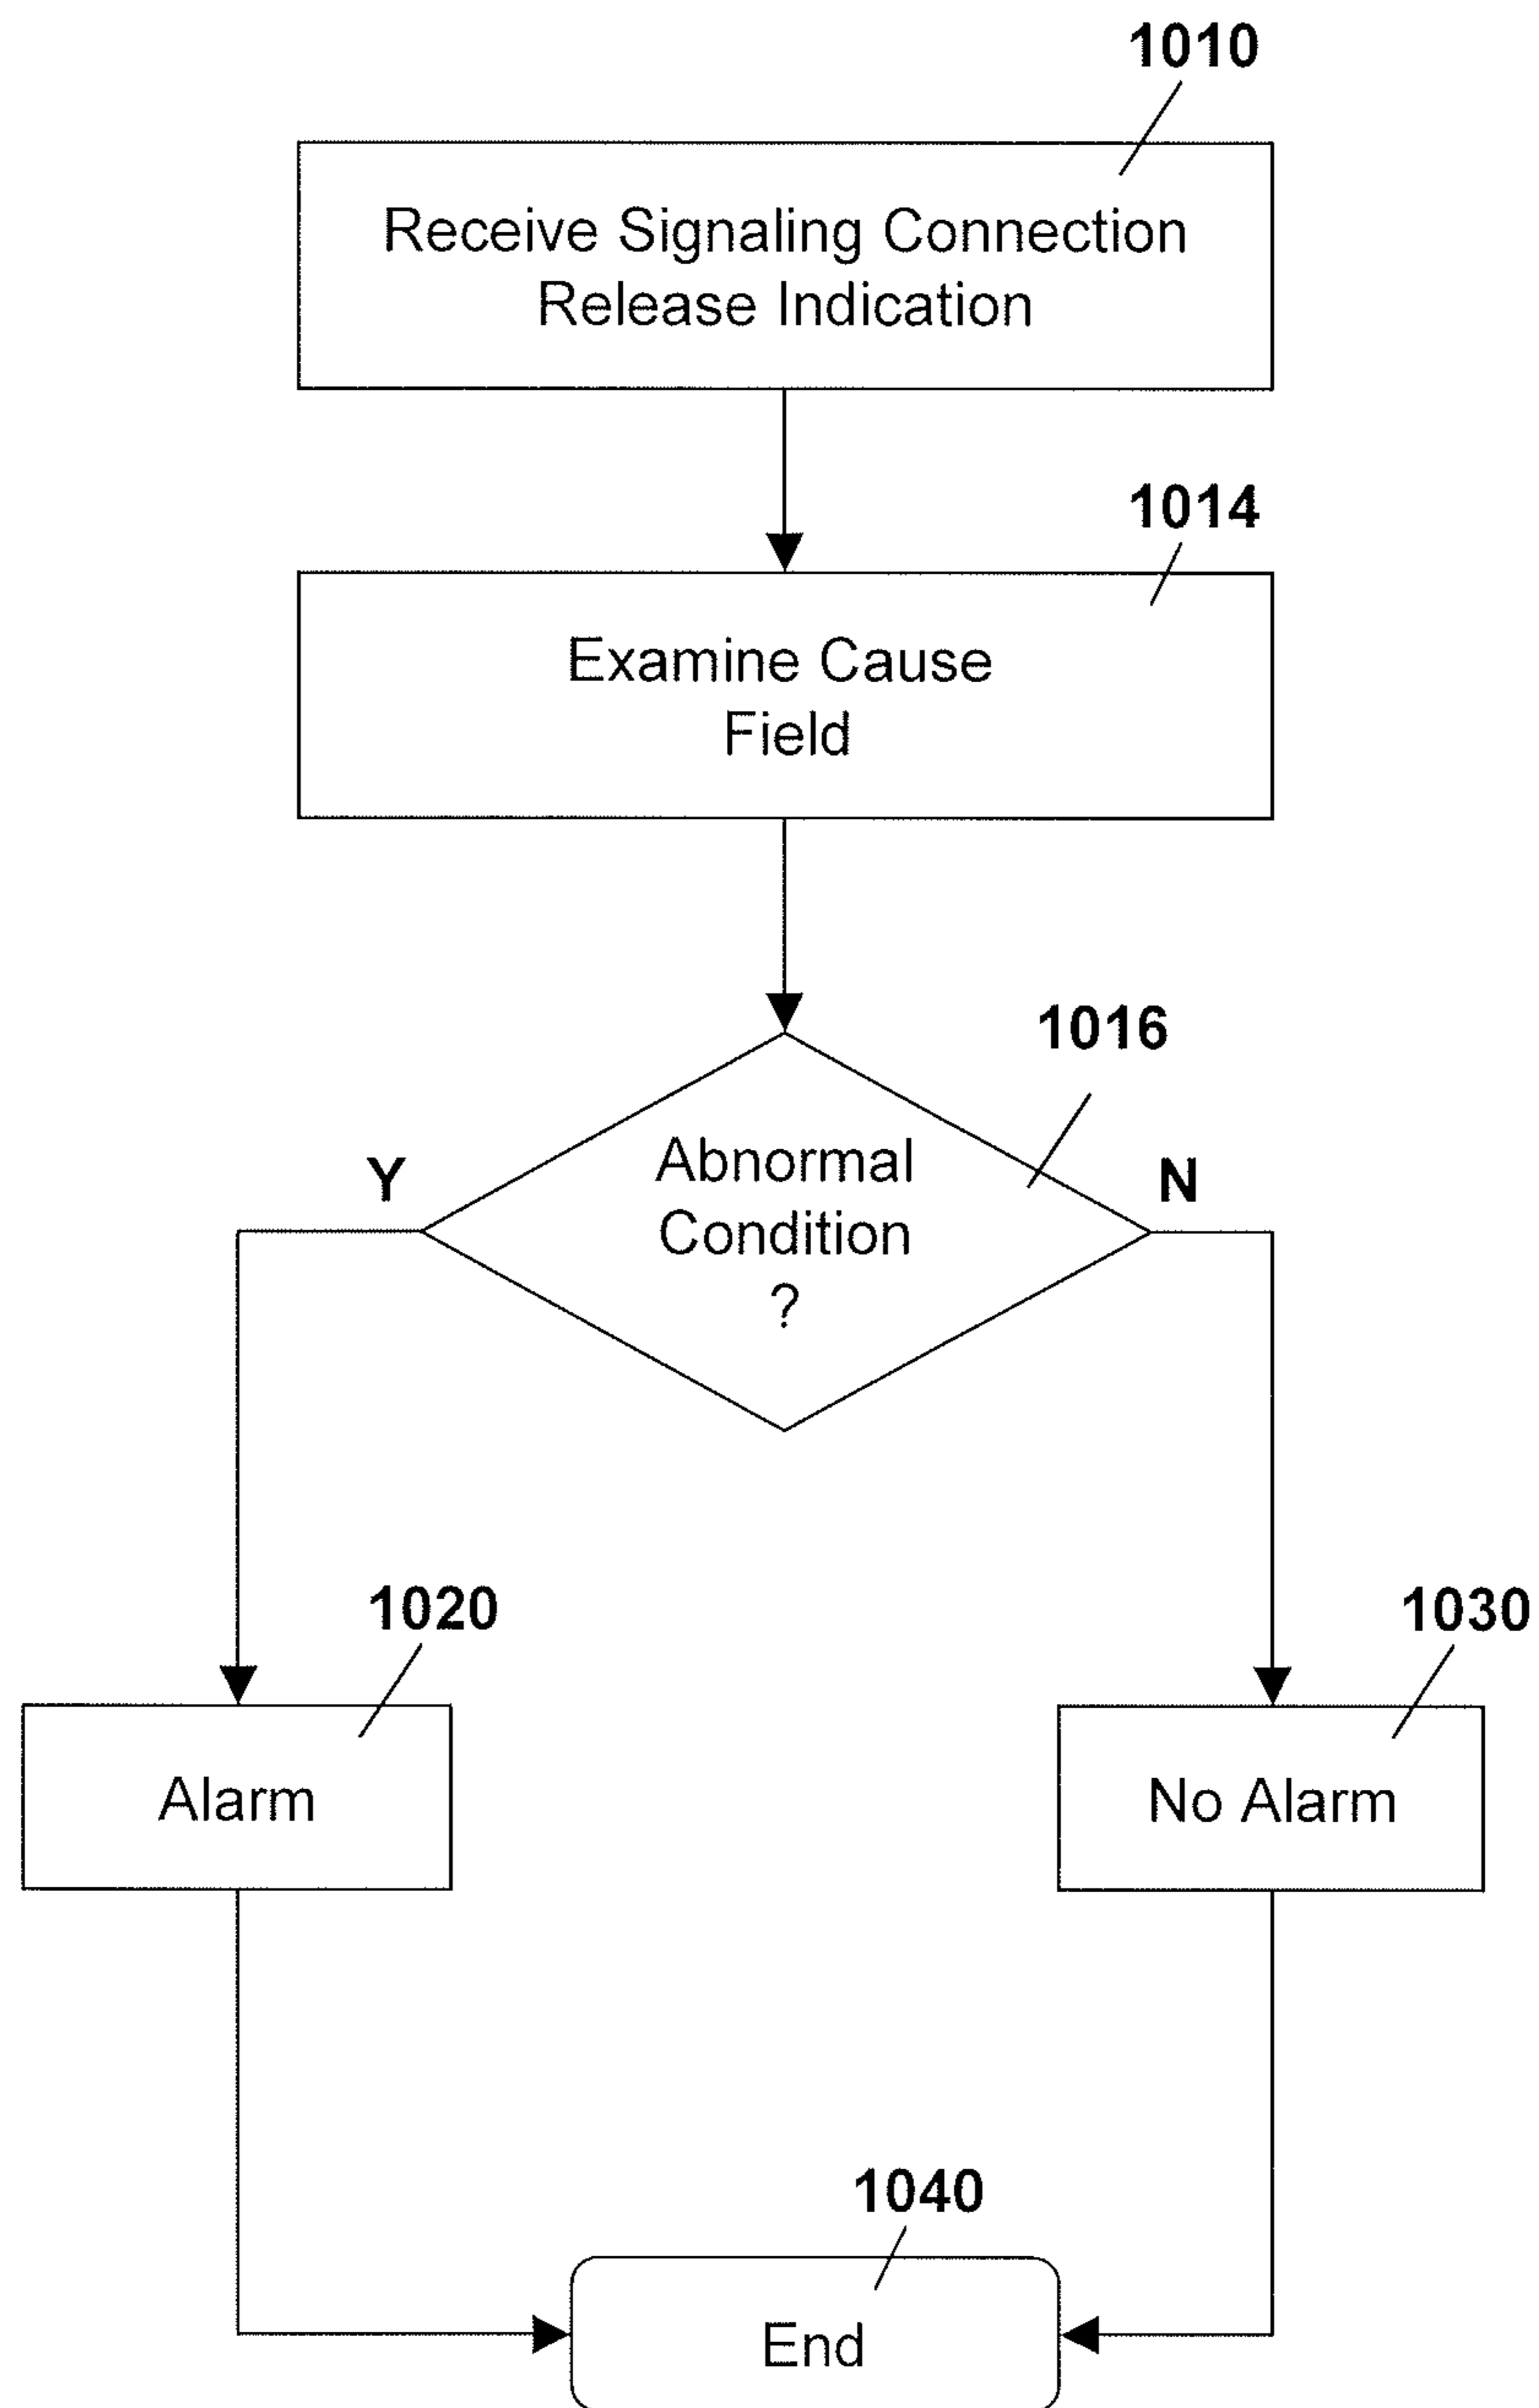 1010
Receive Signaling Connection
Release Indication
1014
Examine Cause
Field
1016
Y
Abnormal
Condition
?
N
1020
Alarm
1030
No Alarm
1040
End